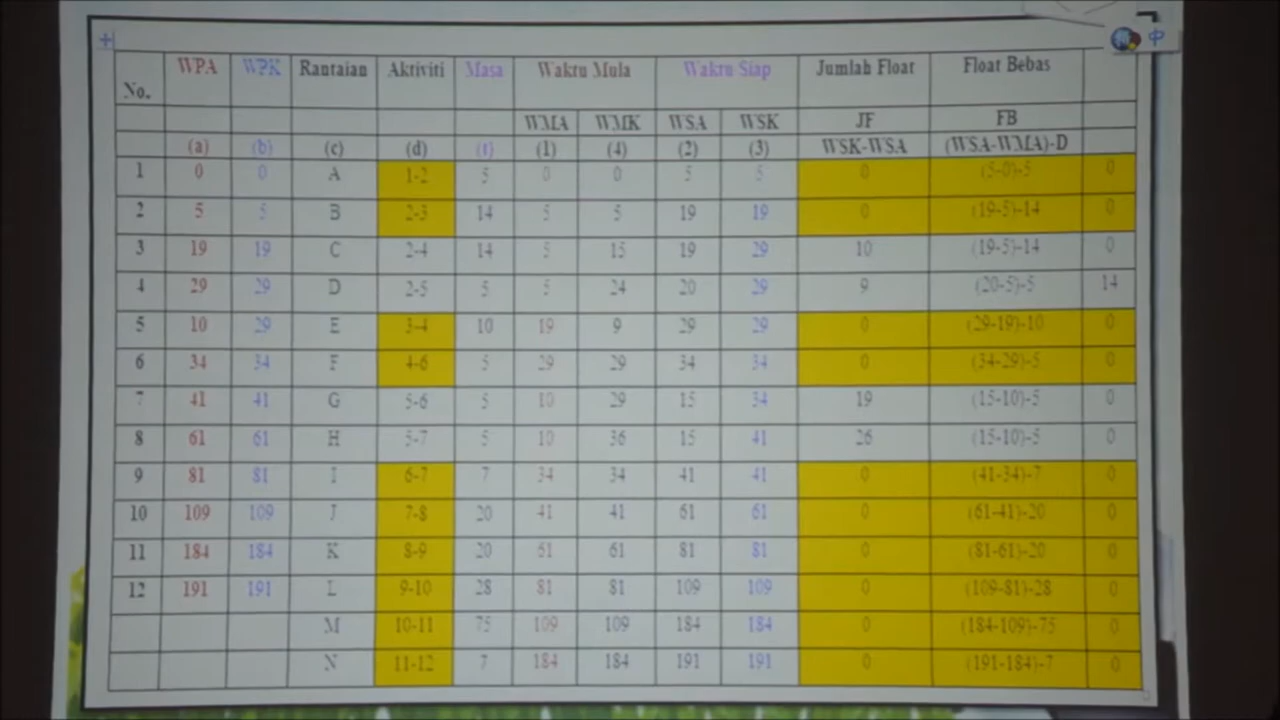 No. WPA WPK Rantaian Aktiviti Masa Waktu Mula Waktu Siap Jumlah Float Float Bebas
WMA WMK WSA WSK JF FB
(a) (b) (c) (d) (t) (1) (4) (2) (3) WSK-WSA (WSA-WMA)-D
1 0 0 A 1-2 5 0 0 5 5 0 (5-0)-5 0
2 5 5 B 2-3 14 5 5 19 19 0 (19-5)-14 0
3 19 19 C 2-4 14 5 15 19 29 10 (19-5)-14 0
4 29 29 D 2-5 5 5 24 20 29 9 (20-5)-5 14
5 10 29 E 3-4 10 19 9 29 29 0 (29-19)-10 0
6 34 34 F 4-6 5 29 29 34 34 0 (34-29)-5 0
7 41 41 G 5-6 5 10 29 15 34 19 (15-10)-5 0
8 61 61 H 5-7 5 10 36 15 41 26 (15-10)-5 0
9 81 81 I 6-7 7 34 34 41 41 0 (41-34)-7 0
10 109 109 J 7-8 20 41 41 61 61 0 (61-41)-20 0
11 184 184 K 8-9 20 61 61 81 81 0 (81-61)-20 0
12 191 191 L 9-10 28 81 81 109 109 0 (109-81)-28 0
M 10-11 75 109 109 184 184 0 (184-109)-75 0
N 11-12 7 184 184 191 191 0 (191-184)-7 0
中